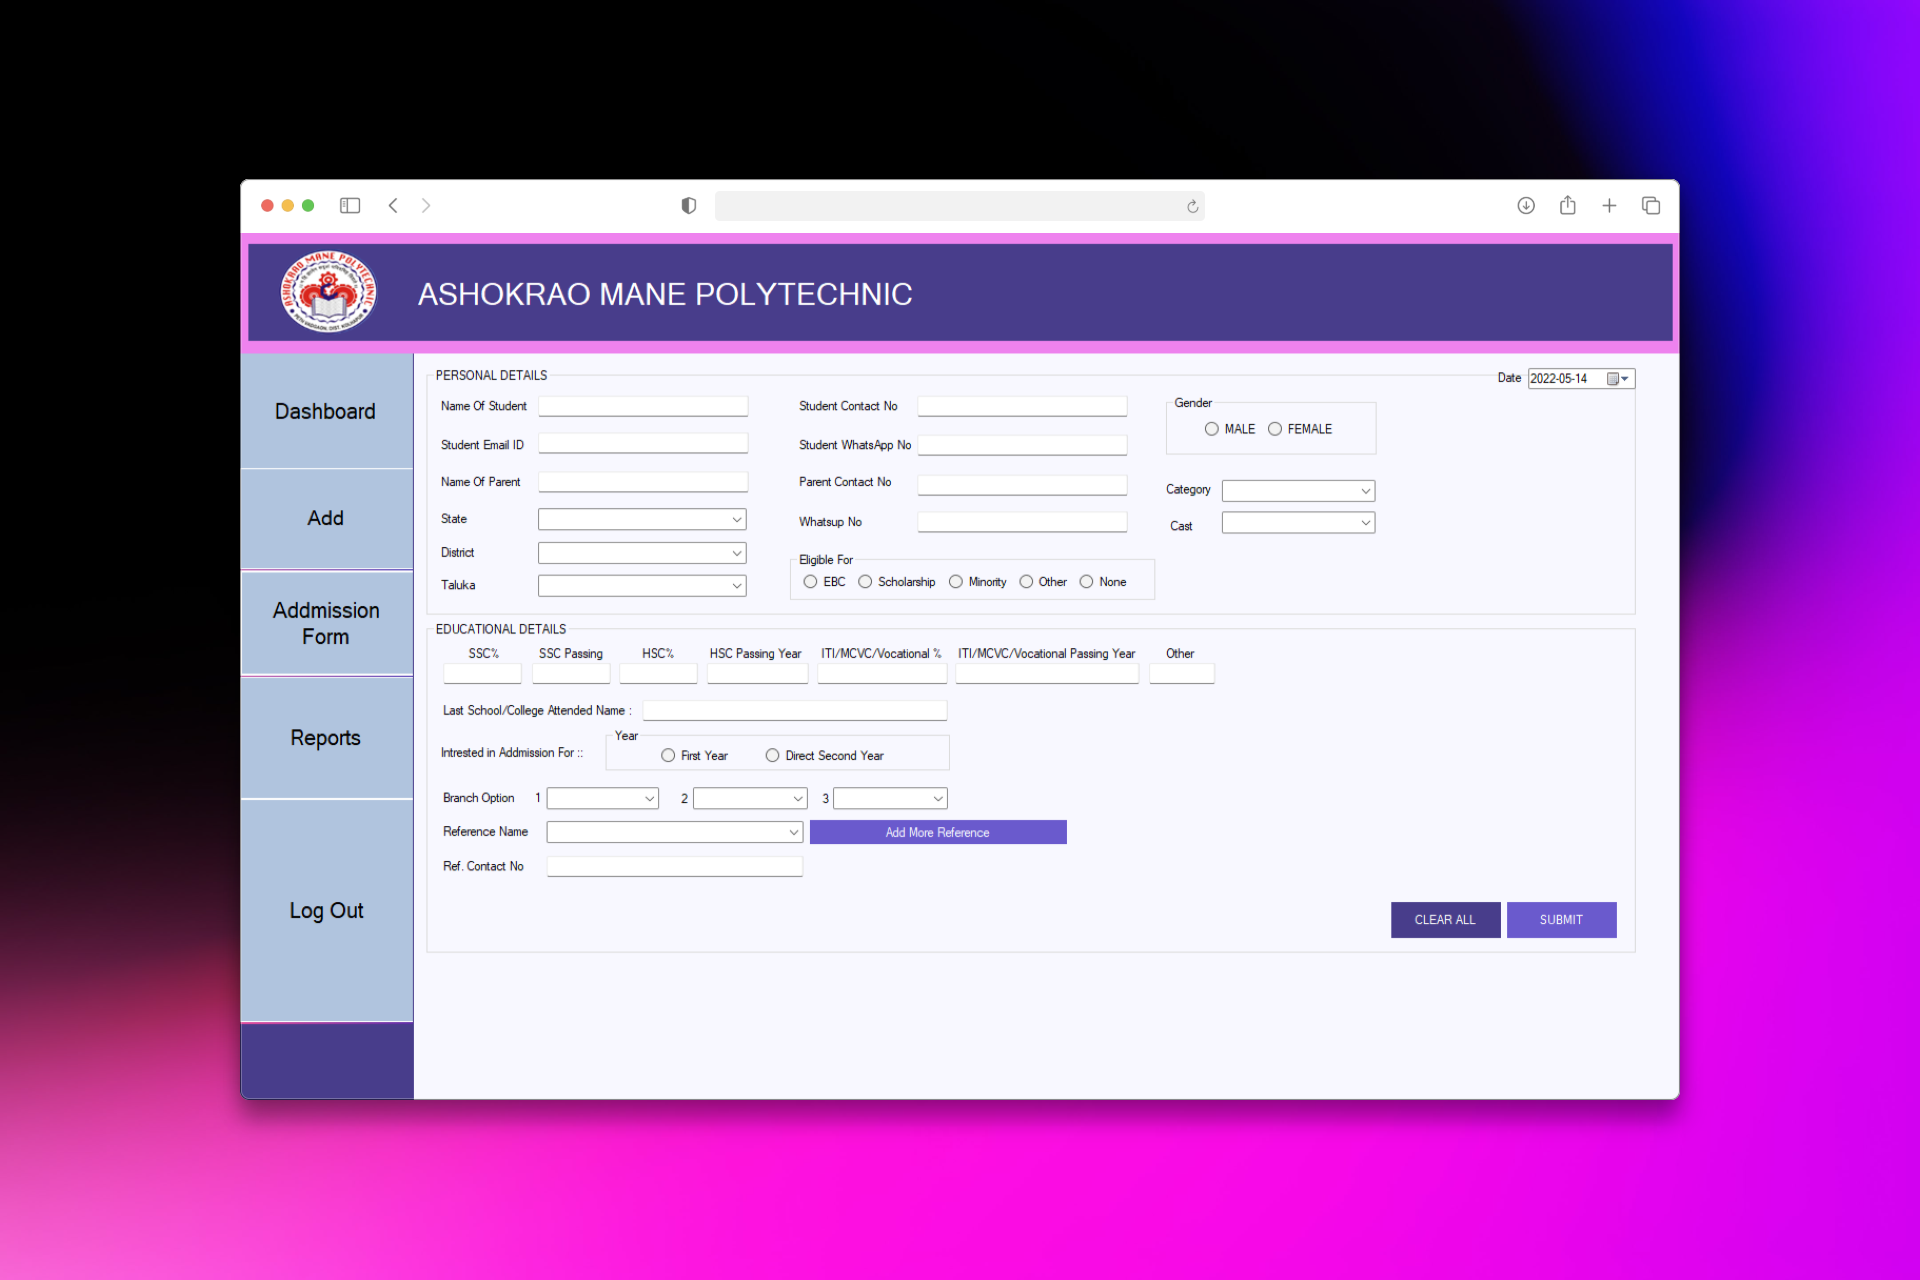 ASHOKRAO MANE POLYTECHNIC
ASHOKRAO MANE POLYTECHNIC
Dashboard
Add
Addmission
Form
Reports
Log Out
PERSONAL DETAILS
Date 2022-05-14
Name Of Student
Student Contact No
Gender
MALE FEMALE
Student Email ID
Student WhatsApp No
Name Of Parent
Parent Contact No
Category
State
Whatsup No
Cast
District
Eligible For
EBC Scholarship Minority Other None
Taluka
EDUCATIONAL DETAILS
SSC% SSC Passing HSC% HSC Passing Year ITI/MCVC/Vocational % ITI/MCVC/Vocational Passing Year Other
Last School/College Attended Name :
Intrested in Addmission For ::
Year
First Year Direct Second Year
Branch Option 1 2 3
Reference Name
Add More Reference
Ref. Contact No
CLEAR ALL SUBMIT